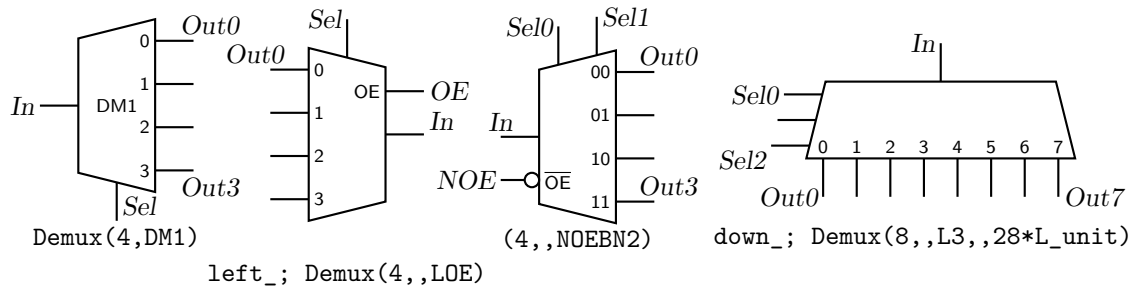 Out0
0
1
DM1
In
2
3
Out3
Sel
Demux(4,DM1)
Sel
Out0
0
OE
OE
1
In
2
3
left_; Demux(4,,LOE)
Sel0
Sel1
00
Out0
01
In
10
NOE
OE
Out3
11
(4,,NOEBN2)
In
Sel0
Sel2
0 1 2 3 4 5 6 7
Out0
Out7
down_; Demux(8,,L3,,28*L_unit)